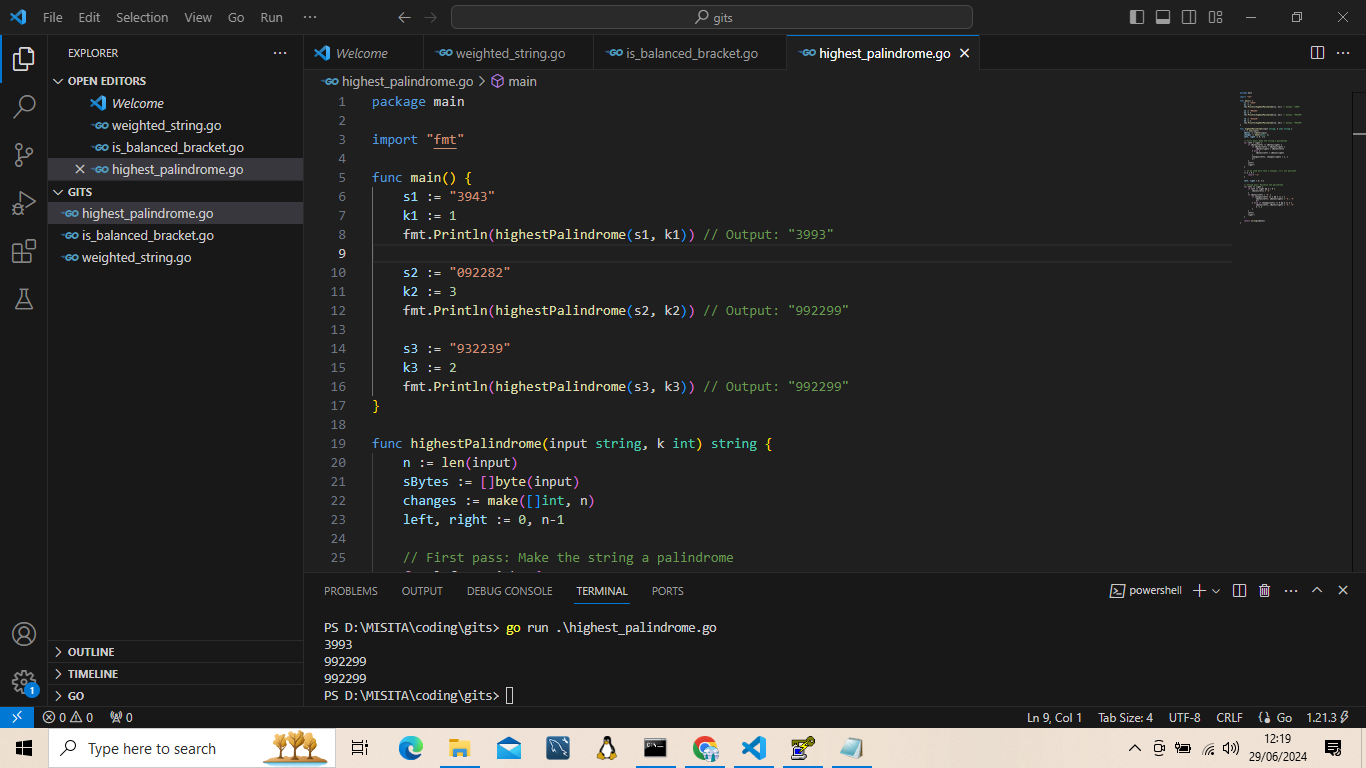 File Edit Selection View Go Run ···
gits
EXPLORER
OPEN EDITORS
Welcome
weighted_string.go
is_balanced_bracket.go
highest_palindrome.go
GITS
highest_palindrome.go
is_balanced_bracket.go
weighted_string.go
OUTLINE
TIMELINE
GO
Welcome weighted_string.go is_balanced_bracket.go highest_palindrome.go
highest_palindrome.go > main
1 package main
2
3 import "fmt"
4
5 func main() {
6 s1 := "3943"
7 k1 := 1
8 fmt.Println(highestPalindrome(s1, k1)) // Output: "3993"
9
10 s2 := "092282"
11 k2 := 3
12 fmt.Println(highestPalindrome(s2, k2)) // Output: "992299"
13
14 s3 := "932239"
15 k3 := 2
16 fmt.Println(highestPalindrome(s3, k3)) // Output: "992299"
17 }
18
19 func highestPalindrome(input string, k int) string {
20 n := len(input)
21 sBytes := []byte(input)
22 changes := make([]int, n)
23 left, right := 0, n-1
24
25 // First pass: Make the string a palindrome
PROBLEMS OUTPUT DEBUG CONSOLE TERMINAL PORTS
powershell
PS D:\MISITA\coding\gits> go run .\highest_palindrome.go
3993
992299
992299
PS D:\MISITA\coding\gits>
1
0 0 0
Ln 9, Col 1 Tab Size: 4 UTF-8 CRLF Go 1.21.3
Type here to search
12:19
29/06/2024